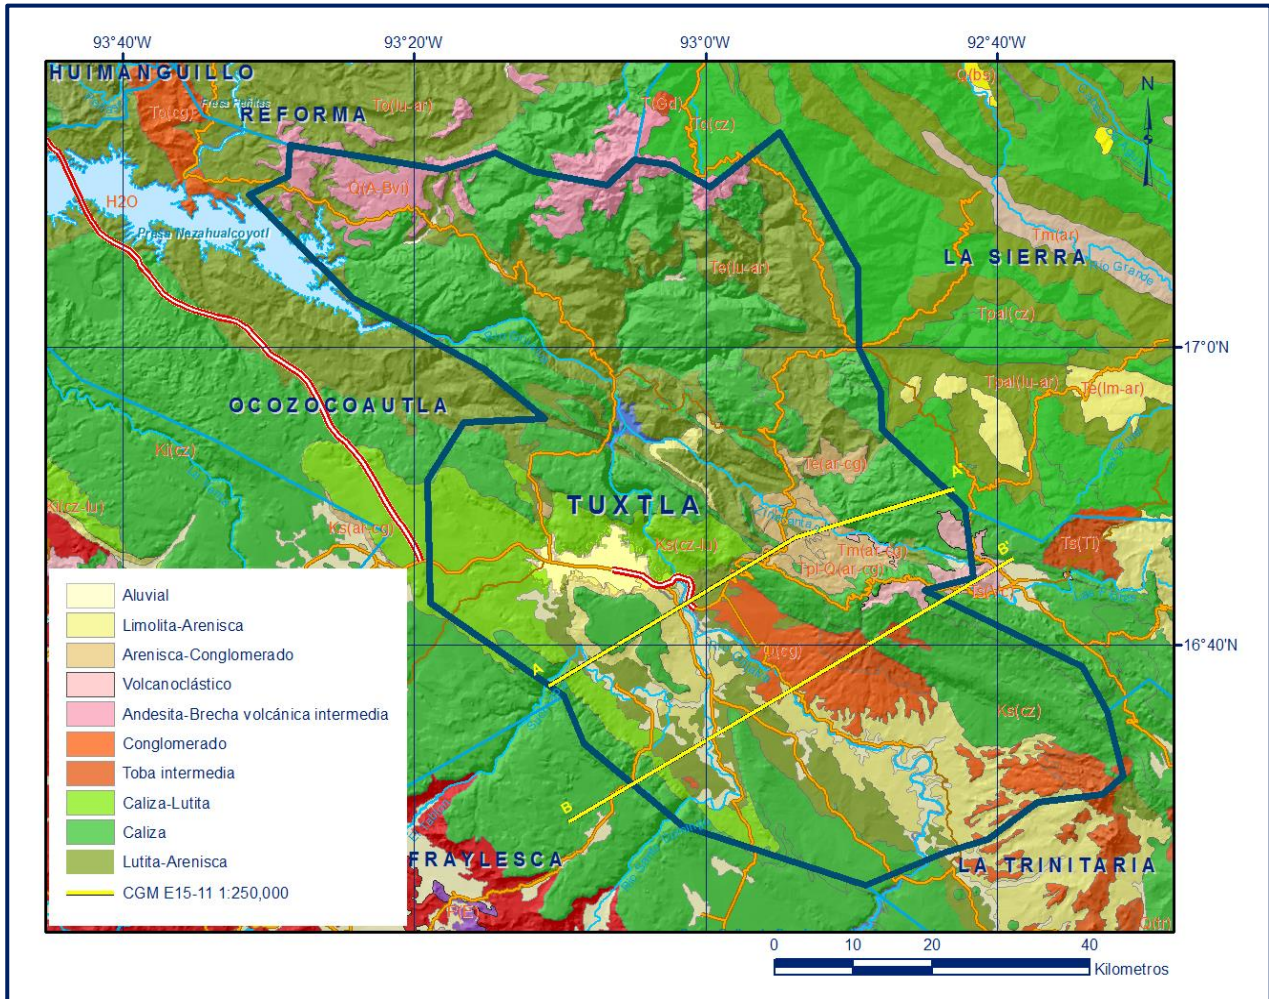 93°40'W
93°20'W
93°0'W
92°40'W
HUIMANGUILLO
Presa Peñitas
To(cg)
REFORMA
To(lu-ar)
T(Gd)
To(cz)
Q(bs)
N
H2O
Presa Nezahualcoyotl
Q(A-Bvi)
Te(lu-ar)
Tm(ar)
LA SIERRA
Rio Grande
Tpal(cz)
17°0'N
Tpal(lu-ar)
Te(lm-ar)
OCOZOCOAUTLA
Ki(cz)
Te(ar-cg)
A'
TUXTLA
Ks(ar-cg)
Ks(cz-lu)
Tm(ar-cg)
Tpl-Q(ar-cg)
Ts(Ti)
B'
16°40'N
A
Ks(cz)
B
FRAYLESCA
LA TRINITARIA
Aluvial
Limolita-Arenisca
Arenisca-Conglomerado
Volcanoclástico
Andesita-Brecha volcánica intermedia
Conglomerado
Toba intermedia
Caliza-Lutita
Caliza
Lutita-Arenisca
CGM E15-11 1:250,000
0 10 20 40
Kilometros